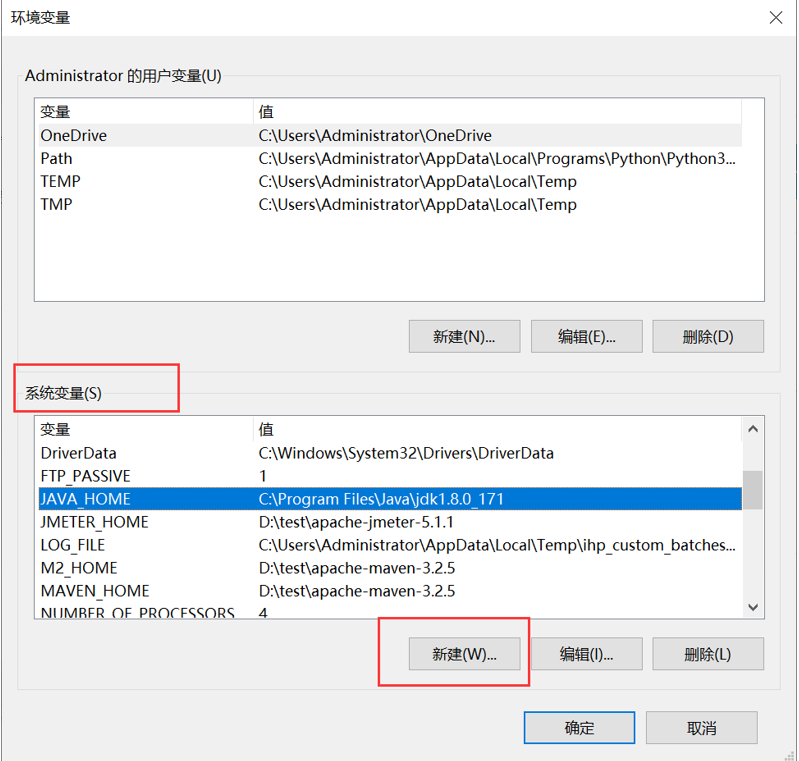 环境变量
Administrator 的用户变量(U)
变量 值
OneDrive C:\Users\Administrator\OneDrive
Path C:\Users\Administrator\AppData\Local\Programs\Python\Python3...
TEMP C:\Users\Administrator\AppData\Local\Temp
TMP C:\Users\Administrator\AppData\Local\Temp
新建(N)... 编辑(E)... 删除(D)
系统变量(S)
变量 值
DriverData C:\Windows\System32\Drivers\DriverData
FTP_PASSIVE 1
JAVA_HOME C:\Program Files\Java\jdk1.8.0_171
JMETER_HOME D:\test\apache-jmeter-5.1.1
LOG_FILE C:\Users\Administrator\AppData\Local\Temp\ihp_custom_batches...
M2_HOME D:\test\apache-maven-3.2.5
MAVEN_HOME D:\test\apache-maven-3.2.5
NUMBER_OF_PROCESSORS 4
新建(W)... 编辑(I)... 删除(L)
确定 取消